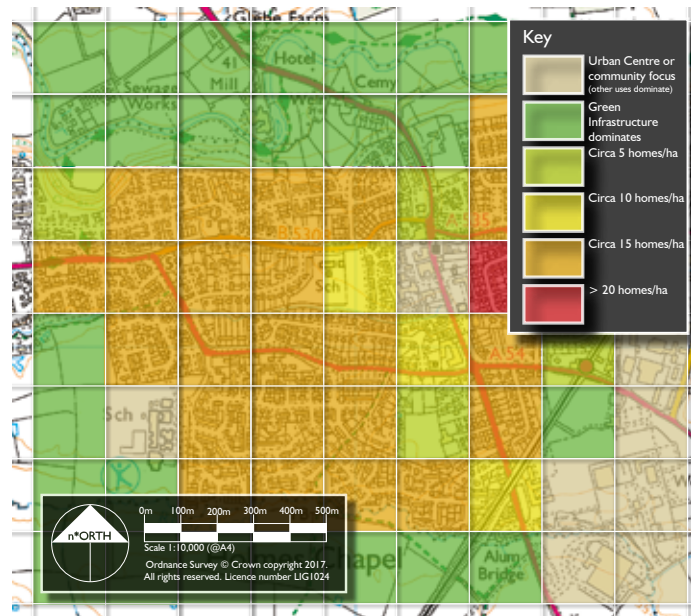 Glebe Farm
41
Mill
Hotel
Cemy
Sewage
Works
A 535
B 5308
Sch
A 54
Sch
Holmes Chapel
Alum
Bridge
Key
Urban Centre or
community focus
(other uses dominate)
Green
Infrastructure
dominates
Circa 5 homes/ha
Circa 10 homes/ha
Circa 15 homes/ha
> 20 homes/ha
n*ORTH
0m 100m 200m 300m 400m 500m
Scale 1:10,000 (@A4)
Ordnance Survey © Crown copyright 2017.
All rights reserved. Licence number LIG1024